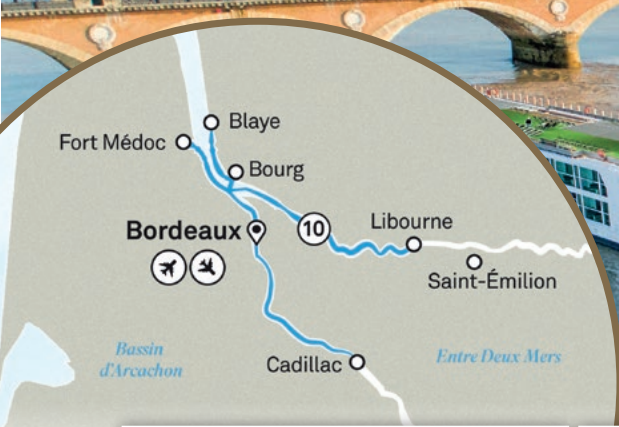 Blaye
Fort Médoc
Bourg
Bordeaux
10
Libourne
Saint-Émilion
Bassin
d'Arcachon
Cadillac
Entre Deux Mers